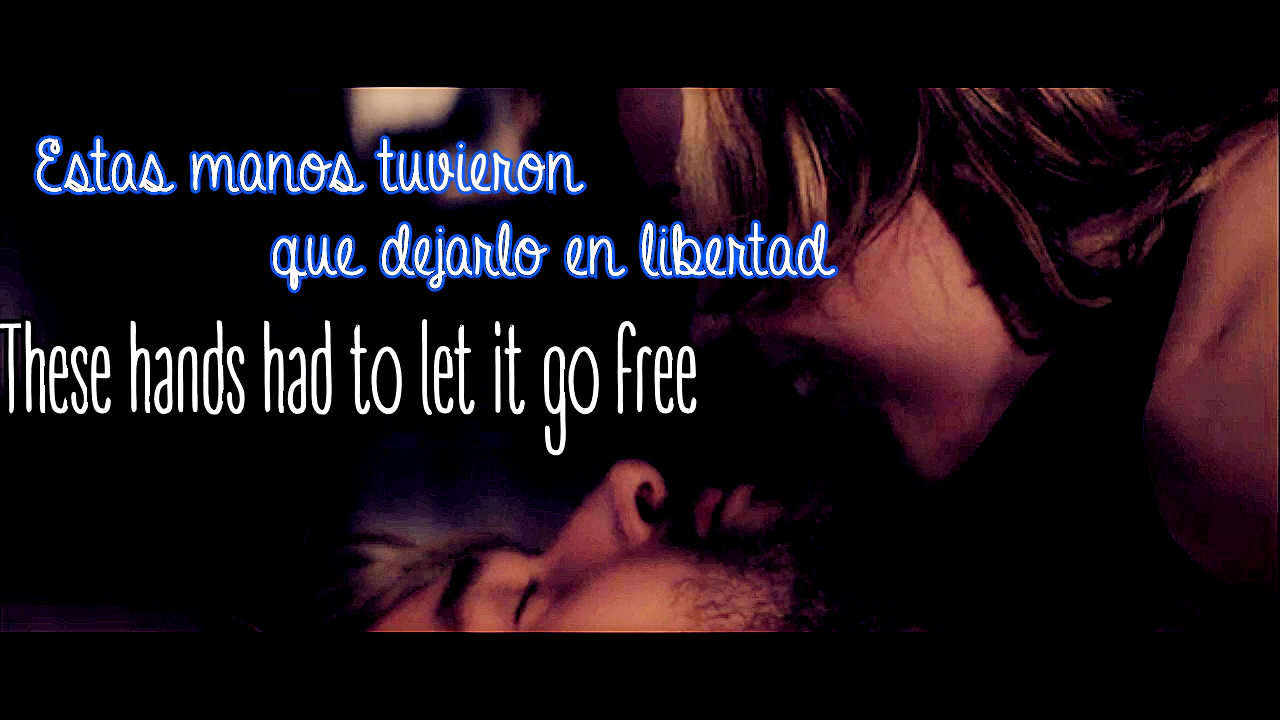 Estas manos tuvieron
que dejarlo en libertad
These hands had to let it go free